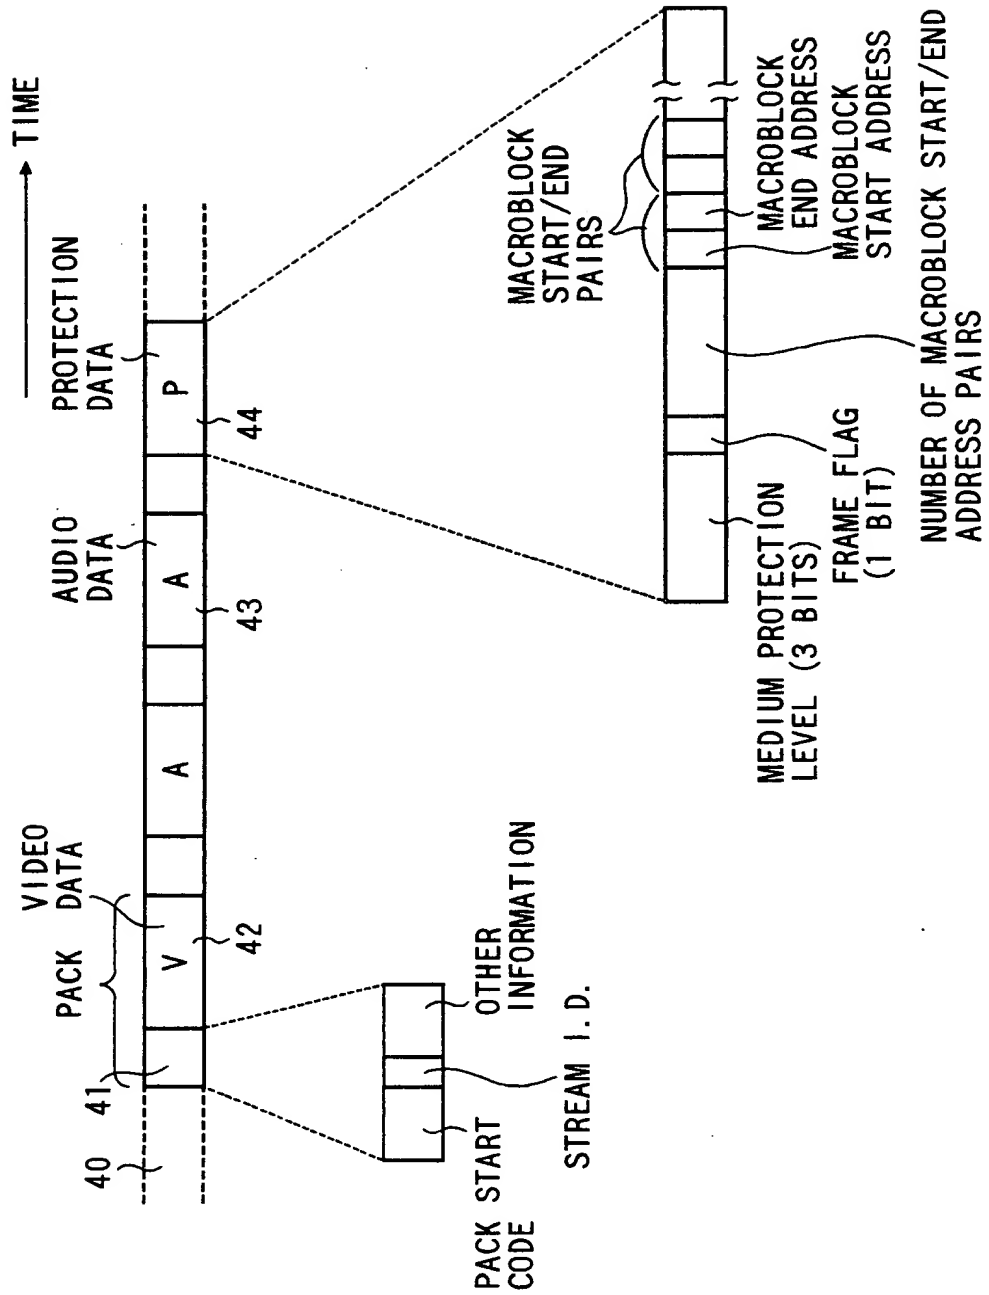 TIME
PROTECTION
DATA
AUDIO
DATA
VIDEO
DATA
PACK
40
41
V
42
A
A
43
P
44
PACK START
CODE
STREAM I.D.
OTHER
INFORMATION
MACROBLOCK
START/END
PAIRS
MEDIUM PROTECTION
LEVEL (3 BITS)
FRAME FLAG
(1 BIT)
NUMBER OF MACROBLOCK START/END
ADDRESS PAIRS
MACROBLOCK
START ADDRESS
MACROBLOCK
END ADDRESS